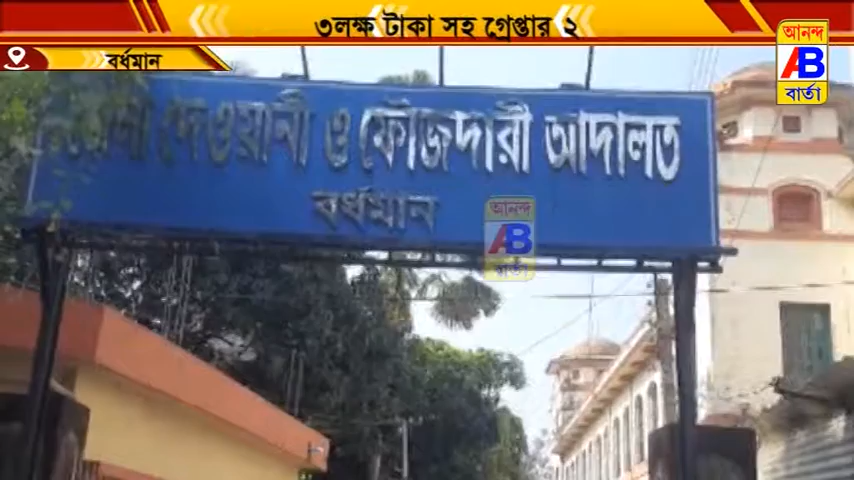 ৩লক্ষ টাকা সহ গ্রেপ্তার ২
আনন্দ
AB
বার্তা
বর্ধমান
দেওয়ানী ও ফৌজদারী আদালত
বর্ধমান
আনন্দ
AB
বার্তা